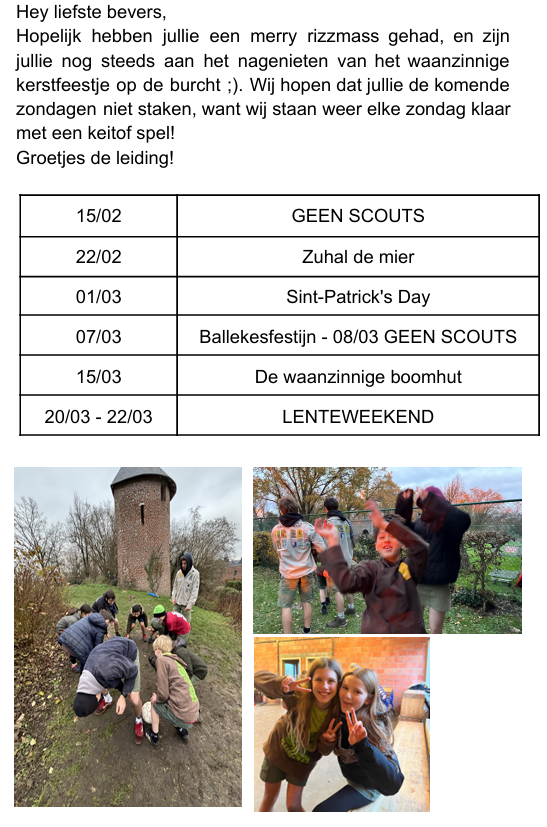 Hey liefste bevers,
Hopelijk hebben jullie een merry rizzmass gehad, en zijn
jullie nog steeds aan het nagenieten van het waanzinnige
kerstfeestje op de burcht ;). Wij hopen dat jullie de komende
zondagen niet staken, want wij staan weer elke zondag klaar
met een keitof spel!
Groetjes de leiding!
15/02 GEEN SCOUTS
22/02 Zuhal de mier
01/03 Sint-Patrick's Day
07/03 Ballekesfestijn - 08/03 GEEN SCOUTS
15/03 De waanzinnige boomhut
20/03 - 22/03 LENTEWEEKEND